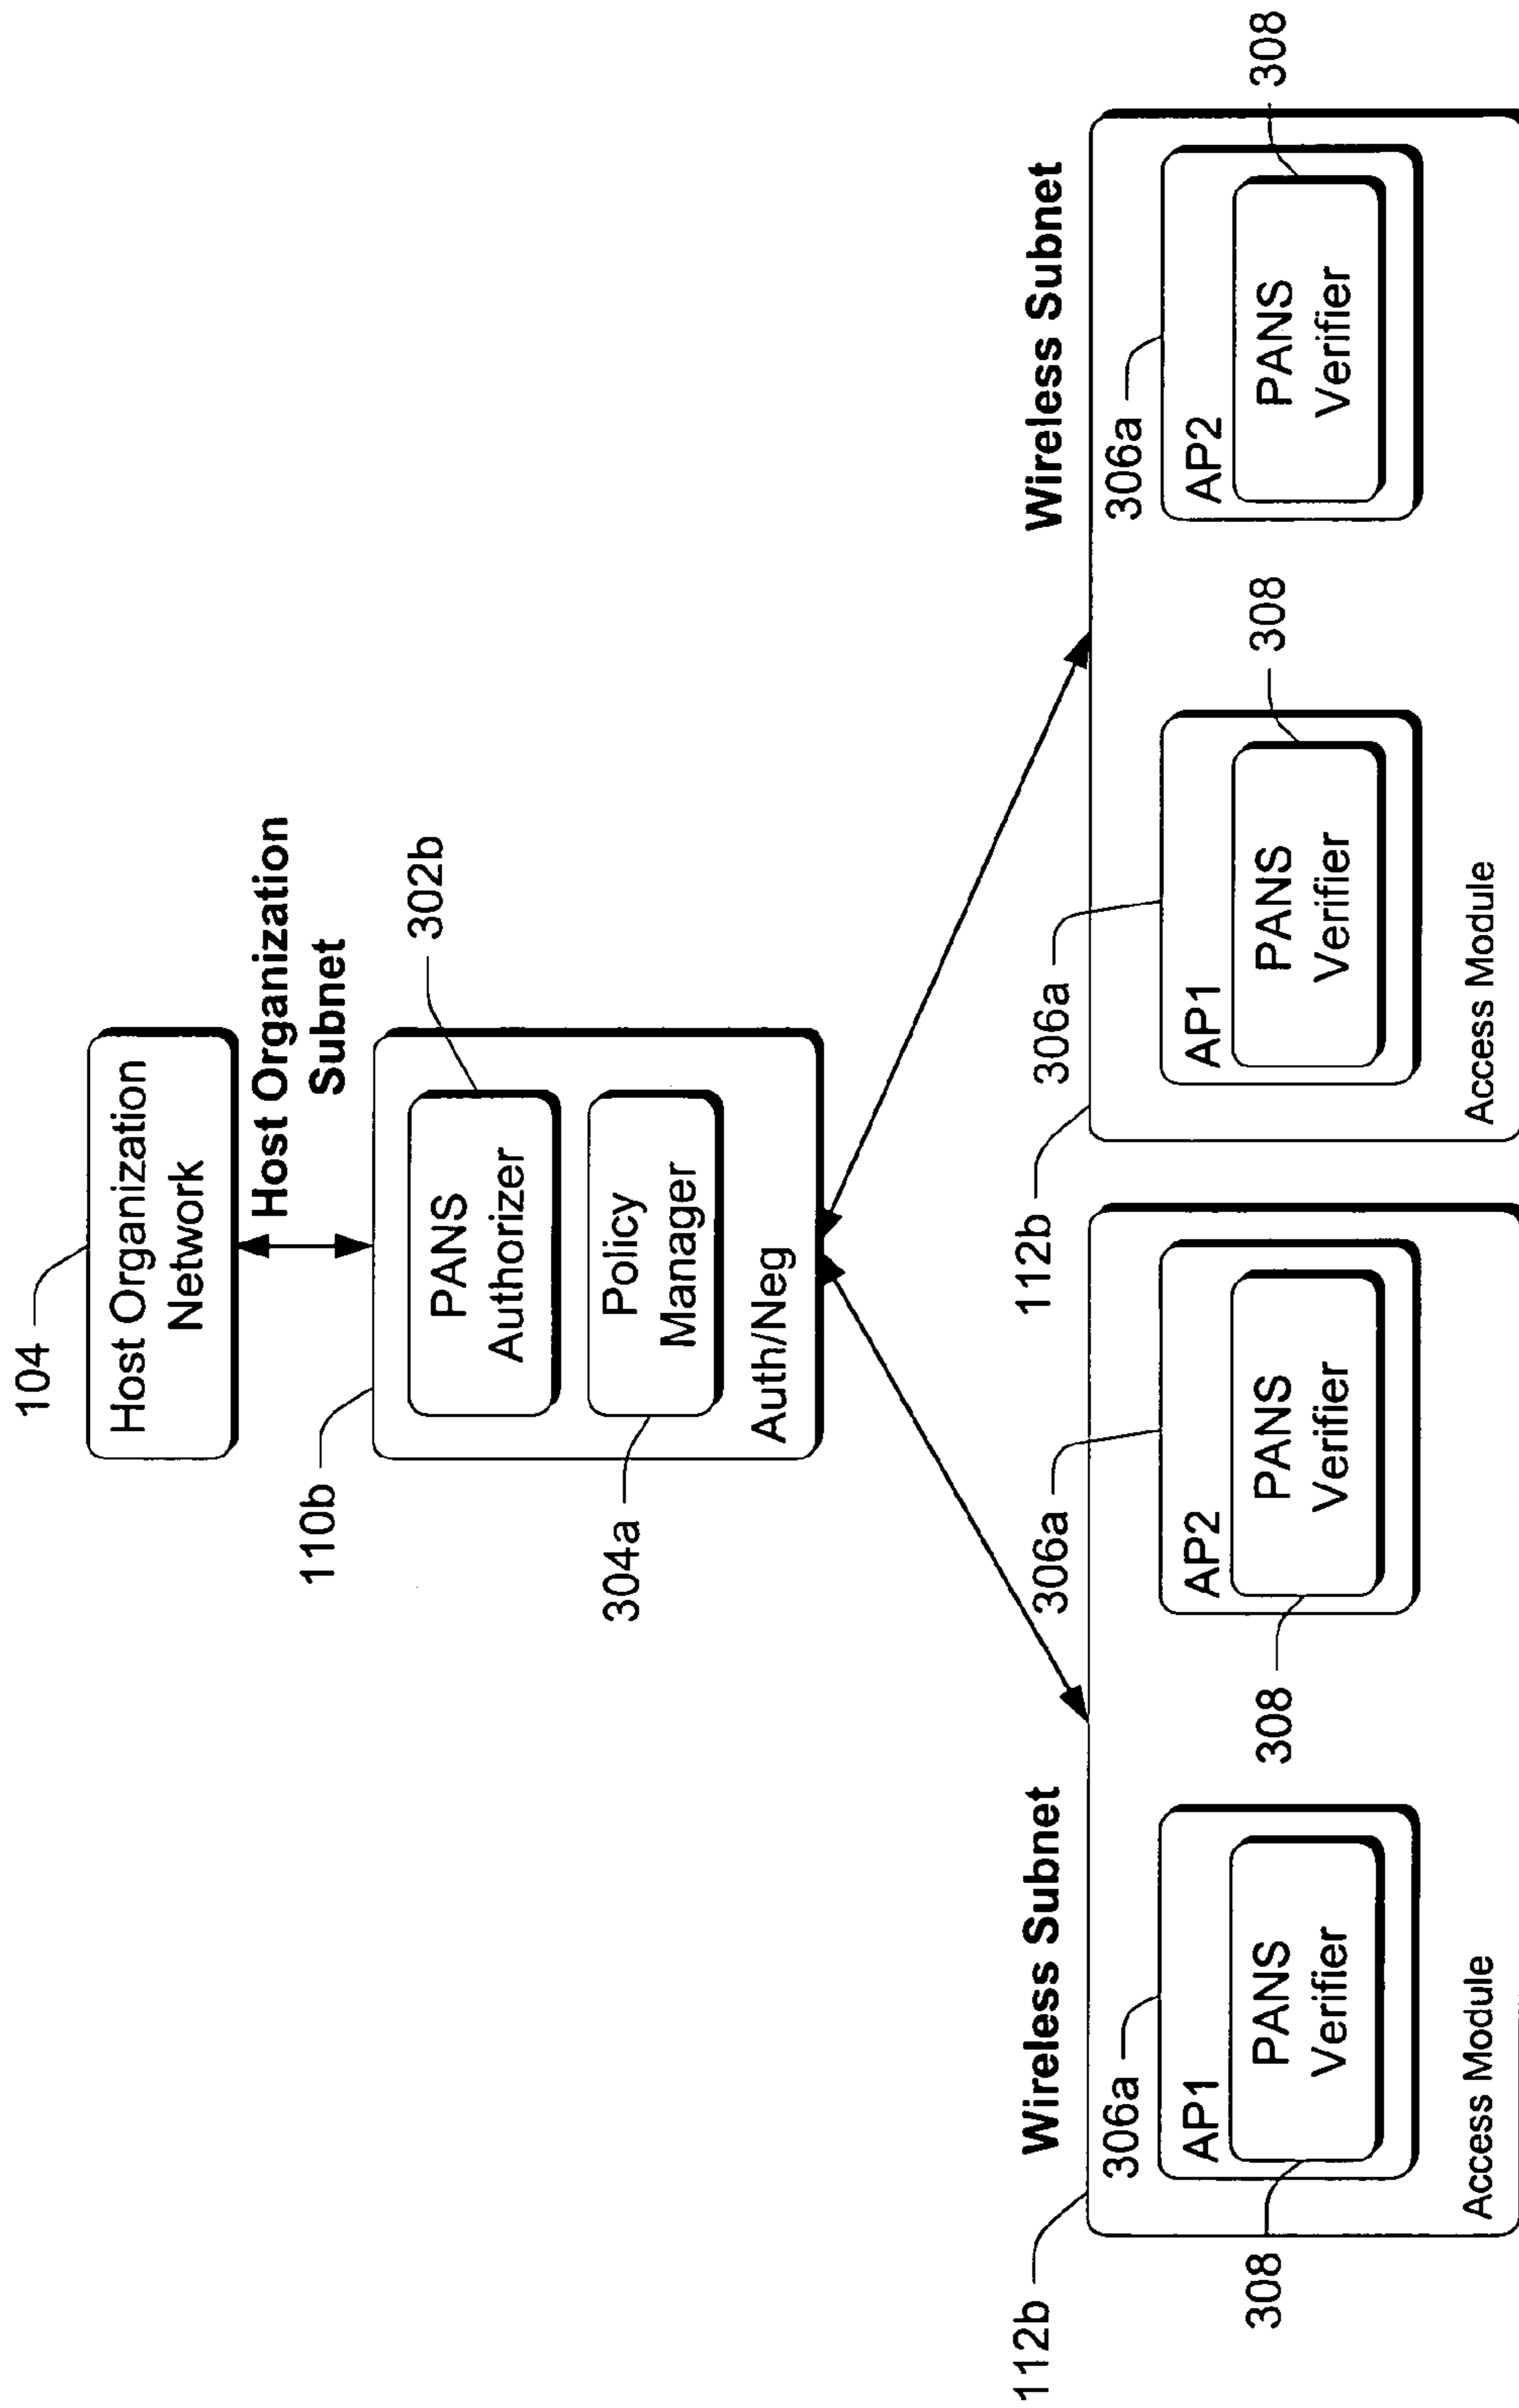 104
Host Organization
Network
Host Organization
Subnet
110b
302b
PANS
Authorizer
304a
Policy
Manager
Auth/Neg
Wireless Subnet
112b
306a
AP1
PANS
Verifier
308
306a
AP2
PANS
Verifier
308
Access Module
Wireless Subnet
112b
306a
AP1
PANS
Verifier
308
306a
AP2
PANS
Verifier
308
Access Module